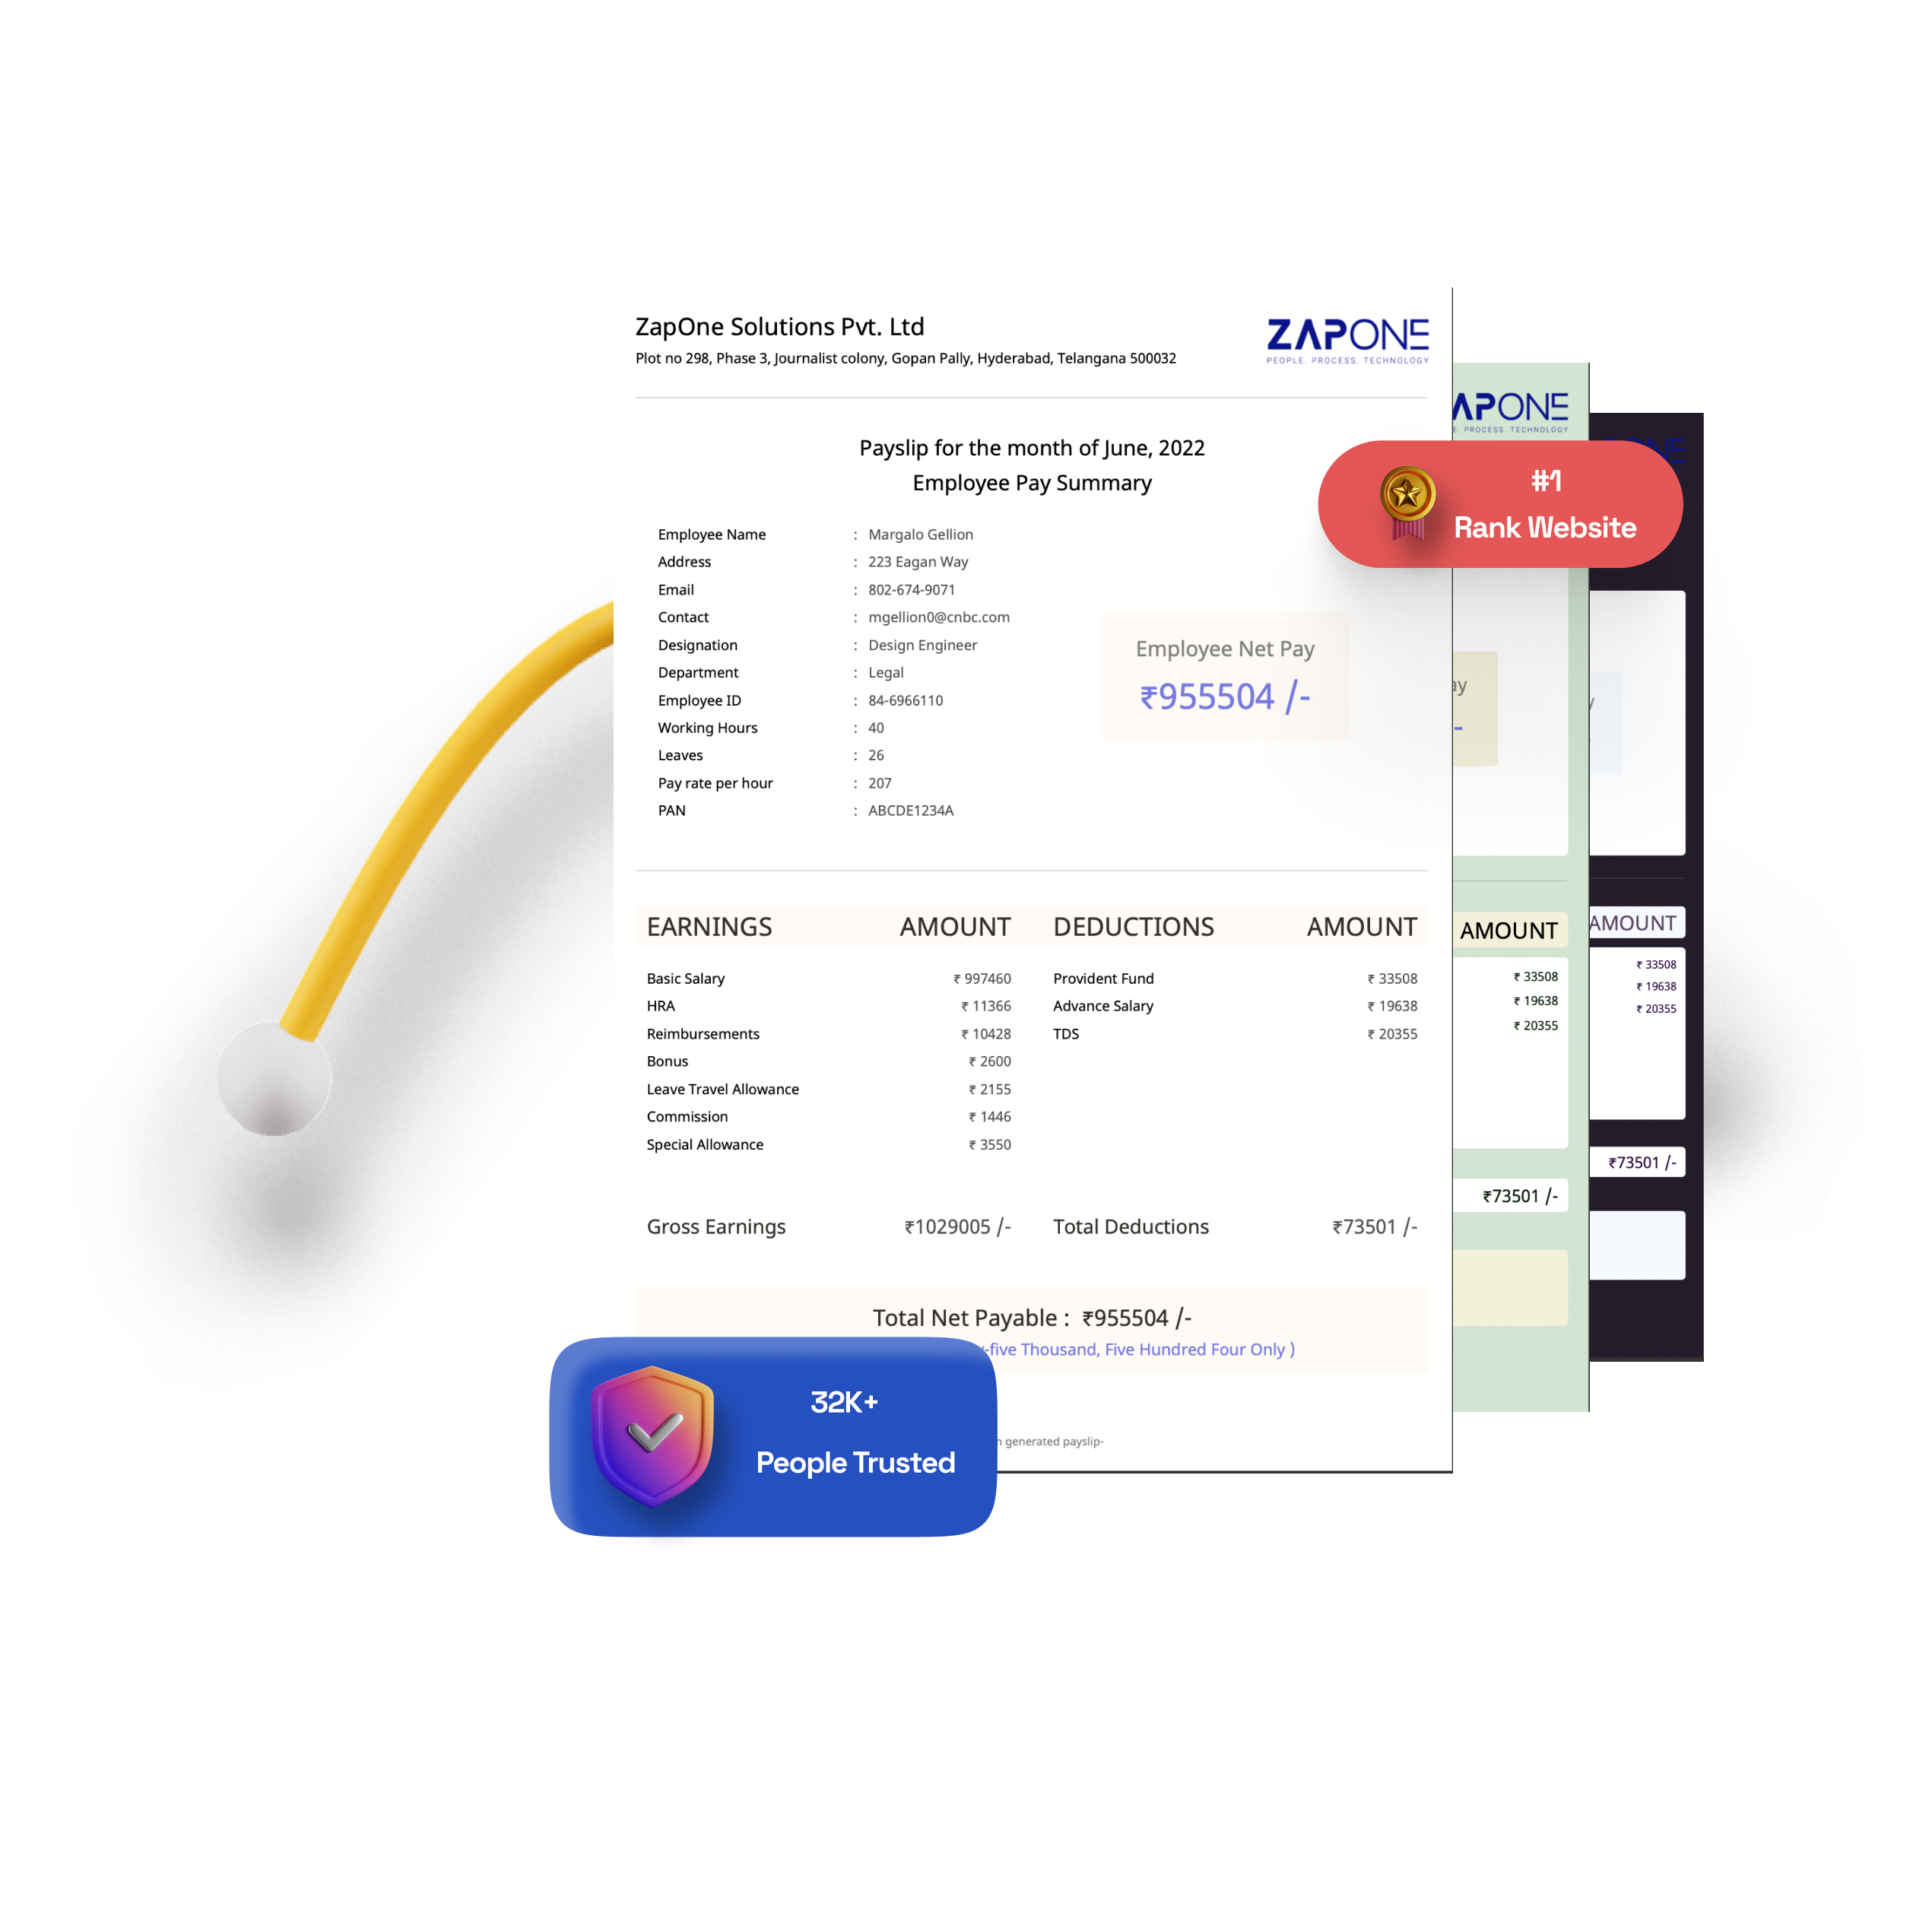 ZapOne Solutions Pvt. Ltd
Plot no 298, Phase 3, Journalist colony, Gopan Pally, Hyderabad, Telangana 500032
ZAPONE
PEOPLE. PROCESS. TECHNOLOGY
Payslip for the month of June, 2022
Employee Pay Summary
Employee Name : Margalo Gellion
Address : 223 Eagan Way
Email : 802-674-9071
Contact : mgellion0@cnbc.com
Designation : Design Engineer
Department : Legal
Employee ID : 84-6966110
Working Hours : 40
Leaves : 26
Pay rate per hour : 207
PAN : ABCDE1234A
Employee Net Pay
₹955504 /-
EARNINGS AMOUNT DEDUCTIONS AMOUNT
Basic Salary ₹ 997460 Provident Fund ₹ 33508
HRA ₹ 11366 Advance Salary ₹ 19638
Reimbursements ₹ 10428 TDS ₹ 20355
Bonus ₹ 2600
Leave Travel Allowance ₹ 2155
Commission ₹ 1446
Special Allowance ₹ 3550
Gross Earnings ₹1029005 /- Total Deductions ₹73501 /-
Total Net Payable : ₹955504 /-
-five Thousand, Five Hundred Four Only )
generated payslip-
#1
Rank Website
32K+
People Trusted
APONE
PROCESS. TECHNOLOGY
AMOUNT
₹ 33508
₹ 19638
₹ 20355
₹73501 /-
AMOUNT
₹ 33508
₹ 19638
₹ 20355
₹73501 /-